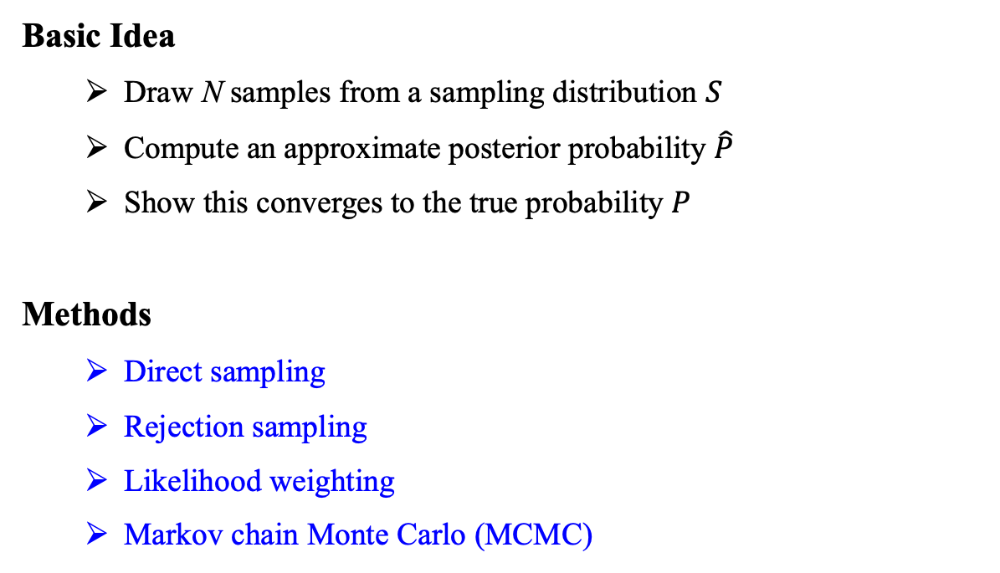 Basic Idea
➢ Draw N samples from a sampling distribution S
➢ Compute an approximate posterior probability P̂
➢ Show this converges to the true probability P
Methods
➢ Direct sampling
➢ Rejection sampling
➢ Likelihood weighting
➢ Markov chain Monte Carlo (MCMC)